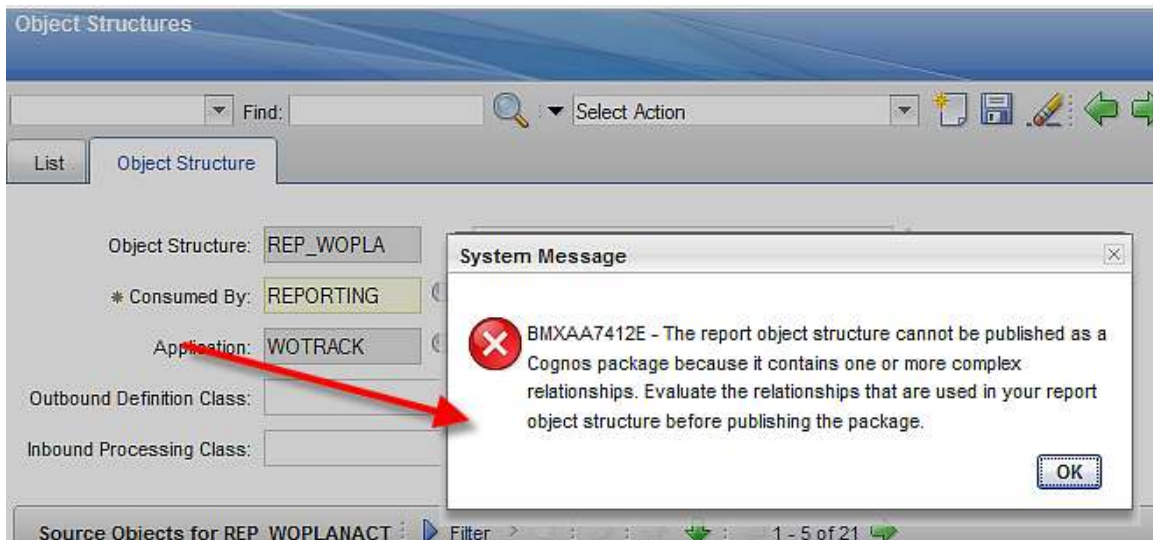 Object Structures
Find: Select Action
List Object Structure
Object Structure: REP_WOPLA
System Message
* Consumed By: REPORTING
BMXAA7412E - The report object structure cannot be published as a
Application: WOTRACK
Cognos package because it contains one or more complex
relationships. Evaluate the relationships that are used in your report
Outbound Definition Class:
object structure before publishing the package.
Inbound Processing Class:
OK
Source Objects for REP_WOPLANACT Filter 1 - 5 of 21